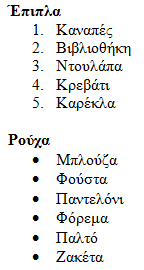 Έπιπλα
1. Καναπές
2. Βιβλιοθήκη
3. Ντουλάπα
4. Κρεβάτι
5. Καρέκλα
Ρούχα
• Μπλούζα
• Φούστα
• Παντελόνι
• Φόρεμα
• Παλτό
• Ζακέτα